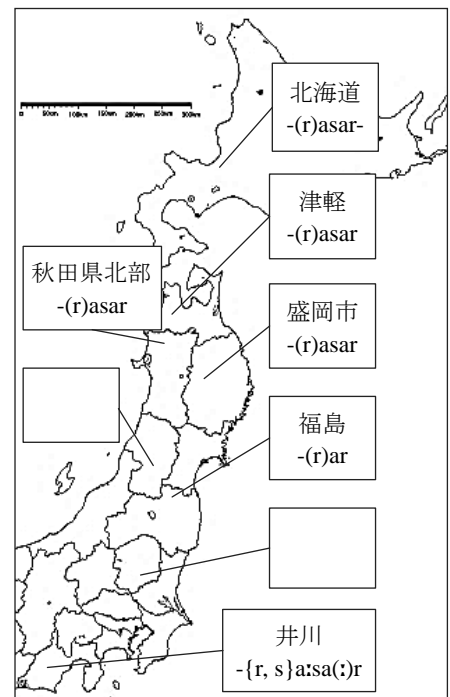 北海道
-(r)asar-
津軽
-(r)asar
秋田県北部
-(r)asar
盛岡市
-(r)asar
福島
-(r)ar
井川
-{r, s}aːsa(ː)r